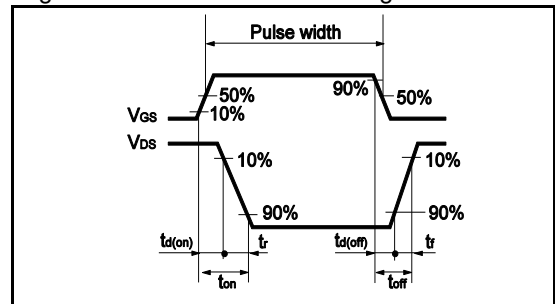 Pulse width
90%
50%
50%
10%
VGS
VDS
10%
10%
90%
90%
td(on)
tr
td(off)
tf
ton
toff